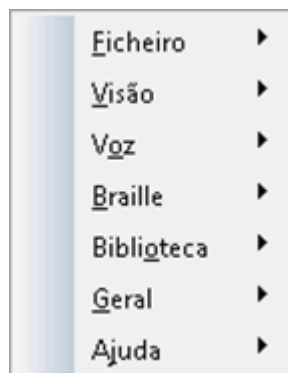 Ficheiro
Visão
Voz
Braille
Biblioteca
Geral
Ajuda